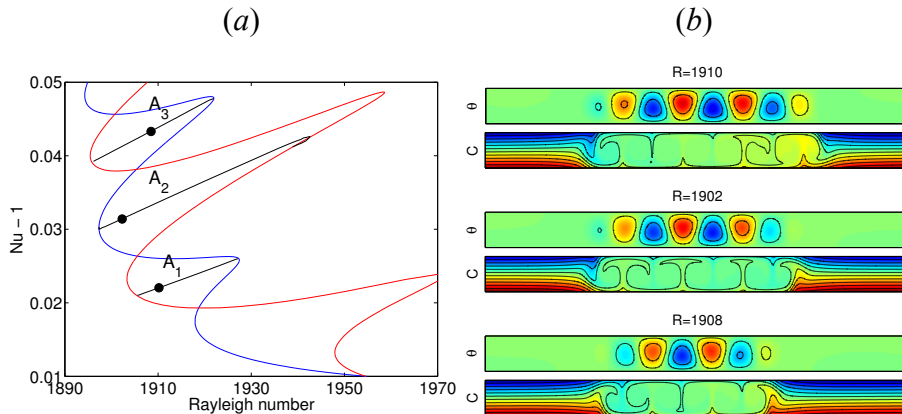 (a)
0.05
0.04
0.03
0.02
0.01
Nu − 1
A3
A2
A1
1890 1910 1930 1950 1970
Rayleigh number
(b)
R=1910
θ
C
R=1902
θ
C
R=1908
θ
C